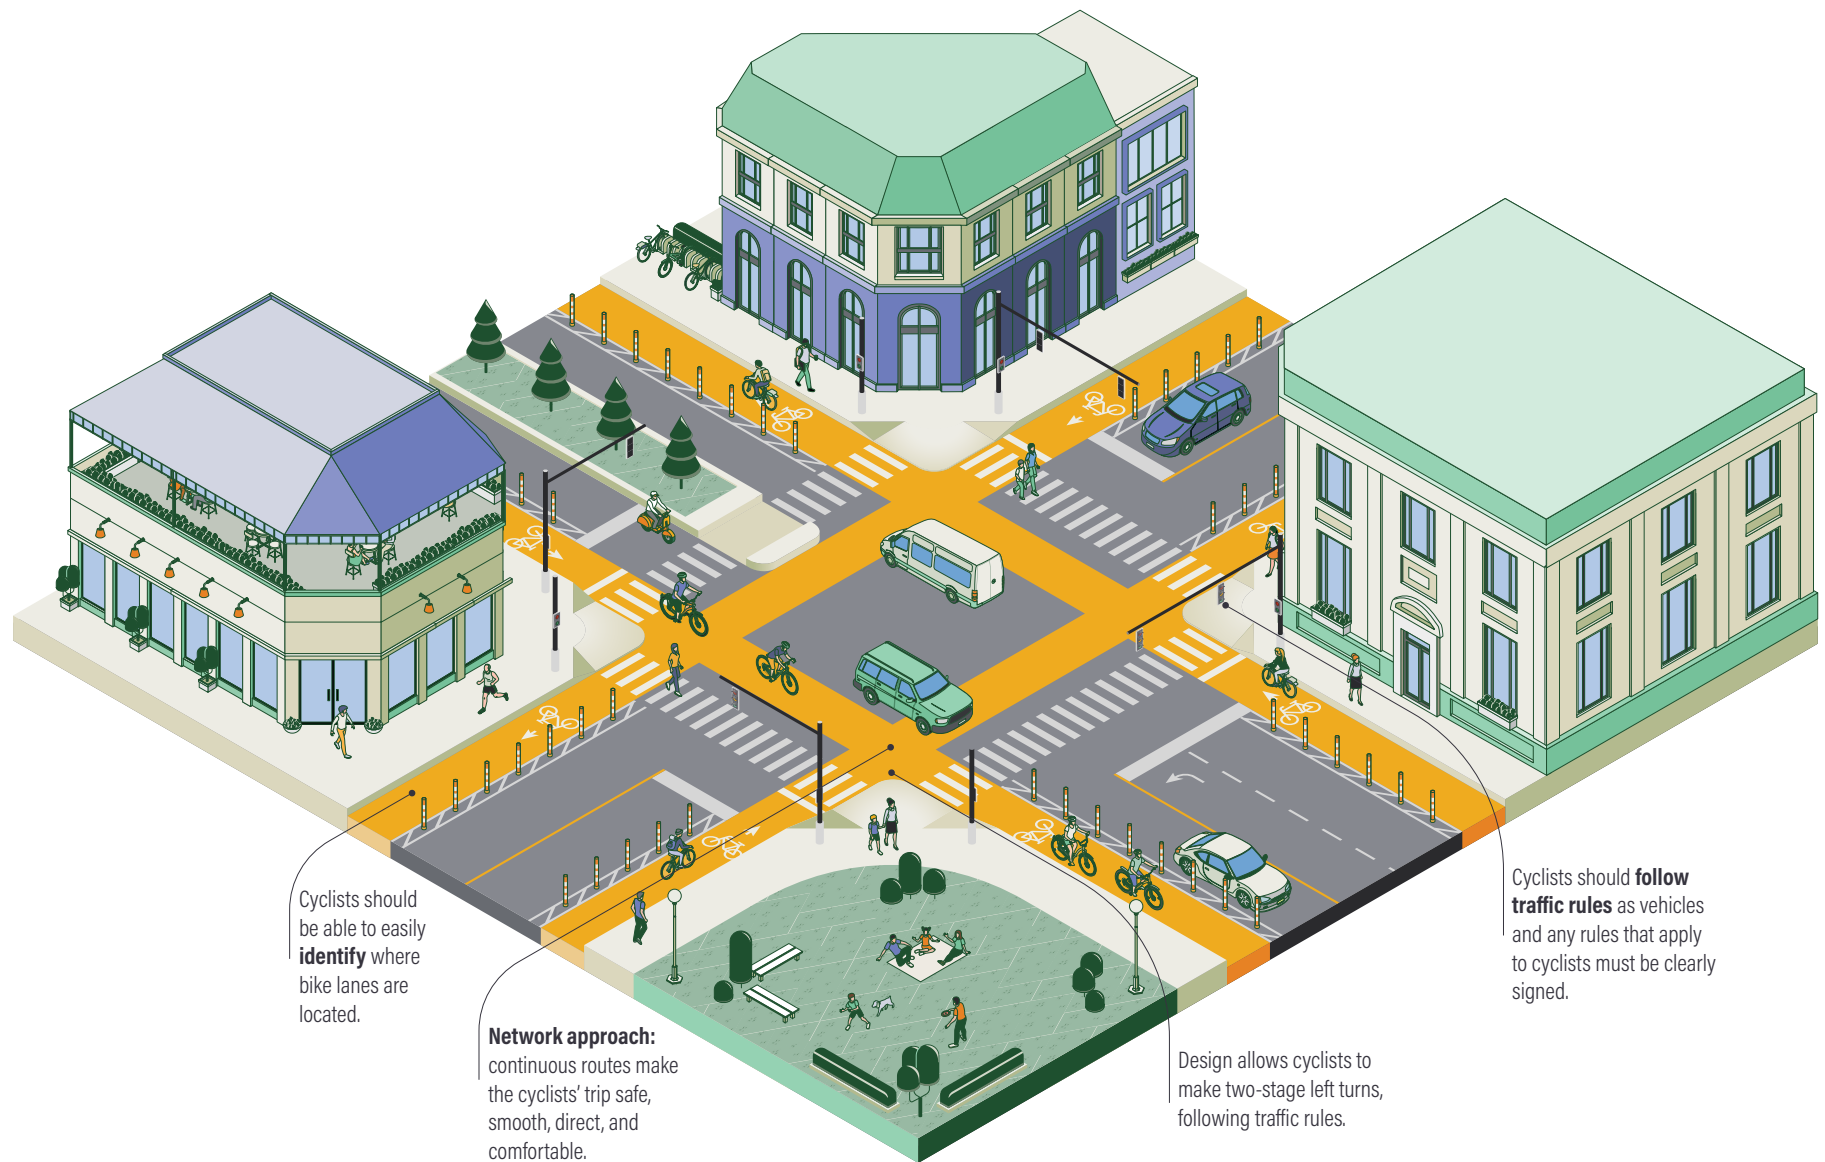 Cyclists should
be able to easily
identify where
bike lanes are
located.
Network approach:
continuous routes make
the cyclists’ trip safe,
smooth, direct, and
comfortable.
Design allows cyclists to
make two-stage left turns,
following traffic rules.
Cyclists should follow
traffic rules as vehicles
and any rules that apply
to cyclists must be clearly
signed.